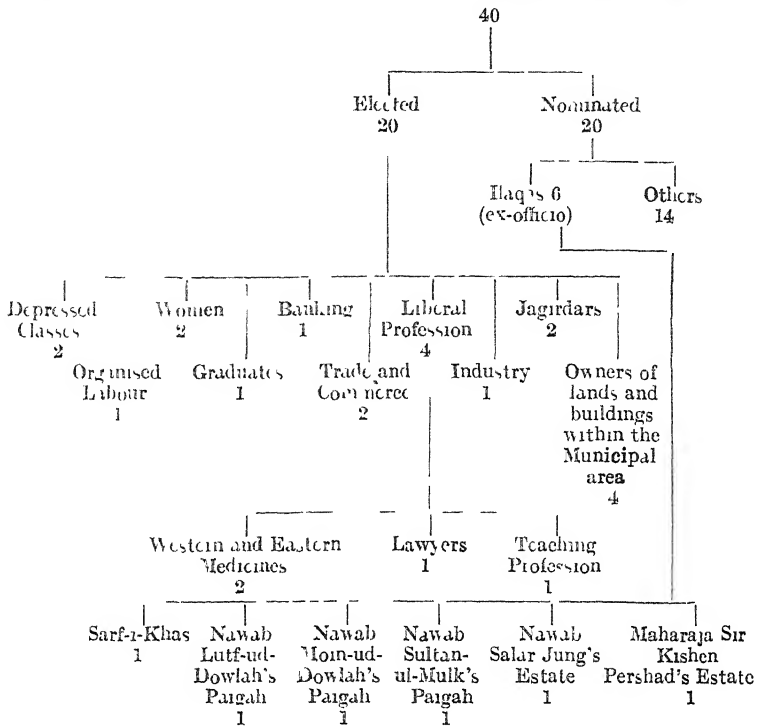 40
Elected
20
Nominated
20
Ilaqas 6
(ex-officio)
Others
14
Depressed
Classes
2
Women
2
Banking
1
Liberal
Profession
4
Jagirdars
2
Organised
Labour
1
Graduates
1
Trade and
Commerce
2
Industry
1
Owners of
lands and
buildings
within the
Municipal
area
4
Western and Eastern
Medicines
2
Lawyers
1
Teaching
Profession
1
Sarf-i-Khas
1
Nawab
Lutf-ud-
Dowlah's
Paigah
1
Nawab
Moin-ud-
Dowlah's
Paigah
1
Nawab
Sultan-
ul-Mulk's
Paigah
1
Nawab
Salar Jung's
Estate
1
Maharaja Sir
Kishen
Pershad's Estate
1